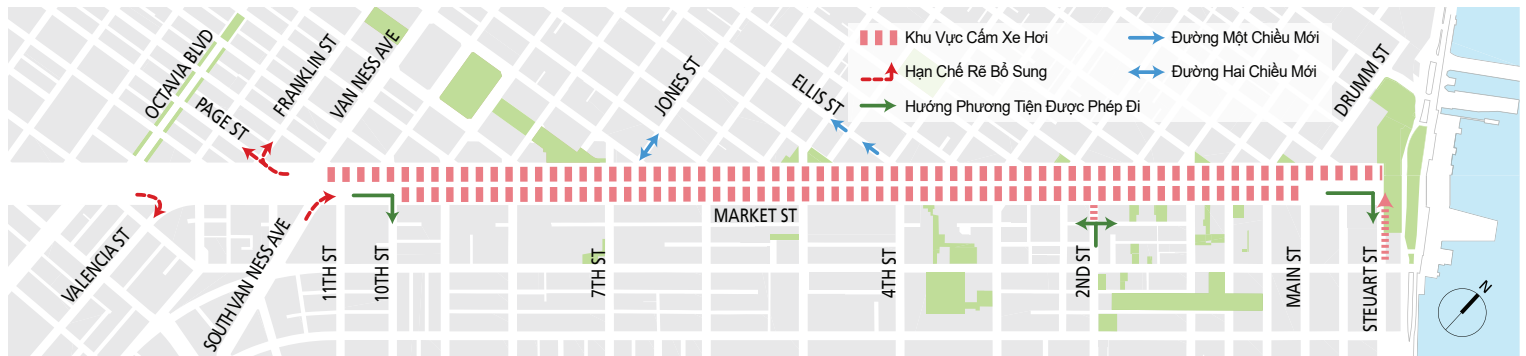 Khu Vực Cấm Xe Hơi
Hạn Chế Rẽ Bổ Sung
Hướng Phương Tiện Được Phép Đi
Đường Một Chiều Mới
Đường Hai Chiều Mới
OCTAVIA BLVD
PAGE ST
FRANKLIN ST
VAN NESS AVE
JONES ST
ELLIS ST
DRUMM ST
MARKET ST
VALENCIA ST
SOUTH VAN NESS AVE
11TH ST
10TH ST
7TH ST
4TH ST
2ND ST
MAIN ST
STEUART ST
N